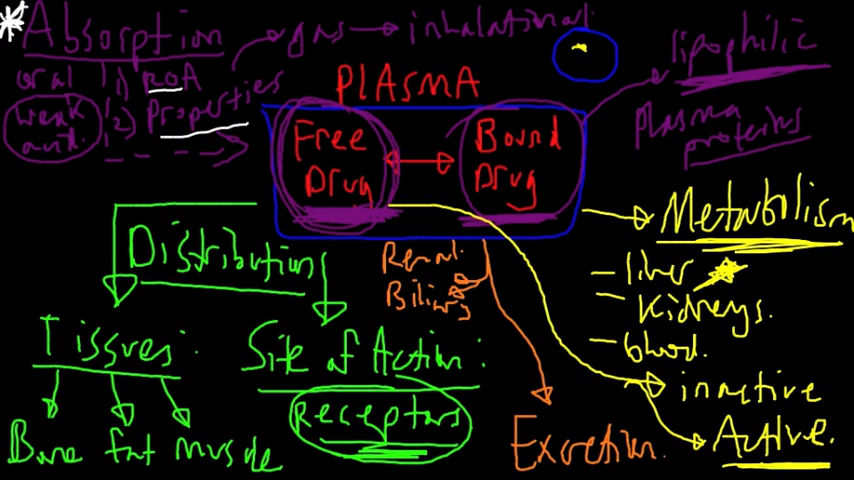 Absorption
gas → inhalational
oral 1) ROA
weak acid. 2) Properties
PLASMA
lipophilic
plasma proteins
Free Drug
Bound Drug
Metabolism
- liver
- Kidneys.
- blood.
inactive
Active.
Distribution
Renal.
Biliary
Tissues:
Site of Action:
Receptors
Bone fat muscle
Excretion.